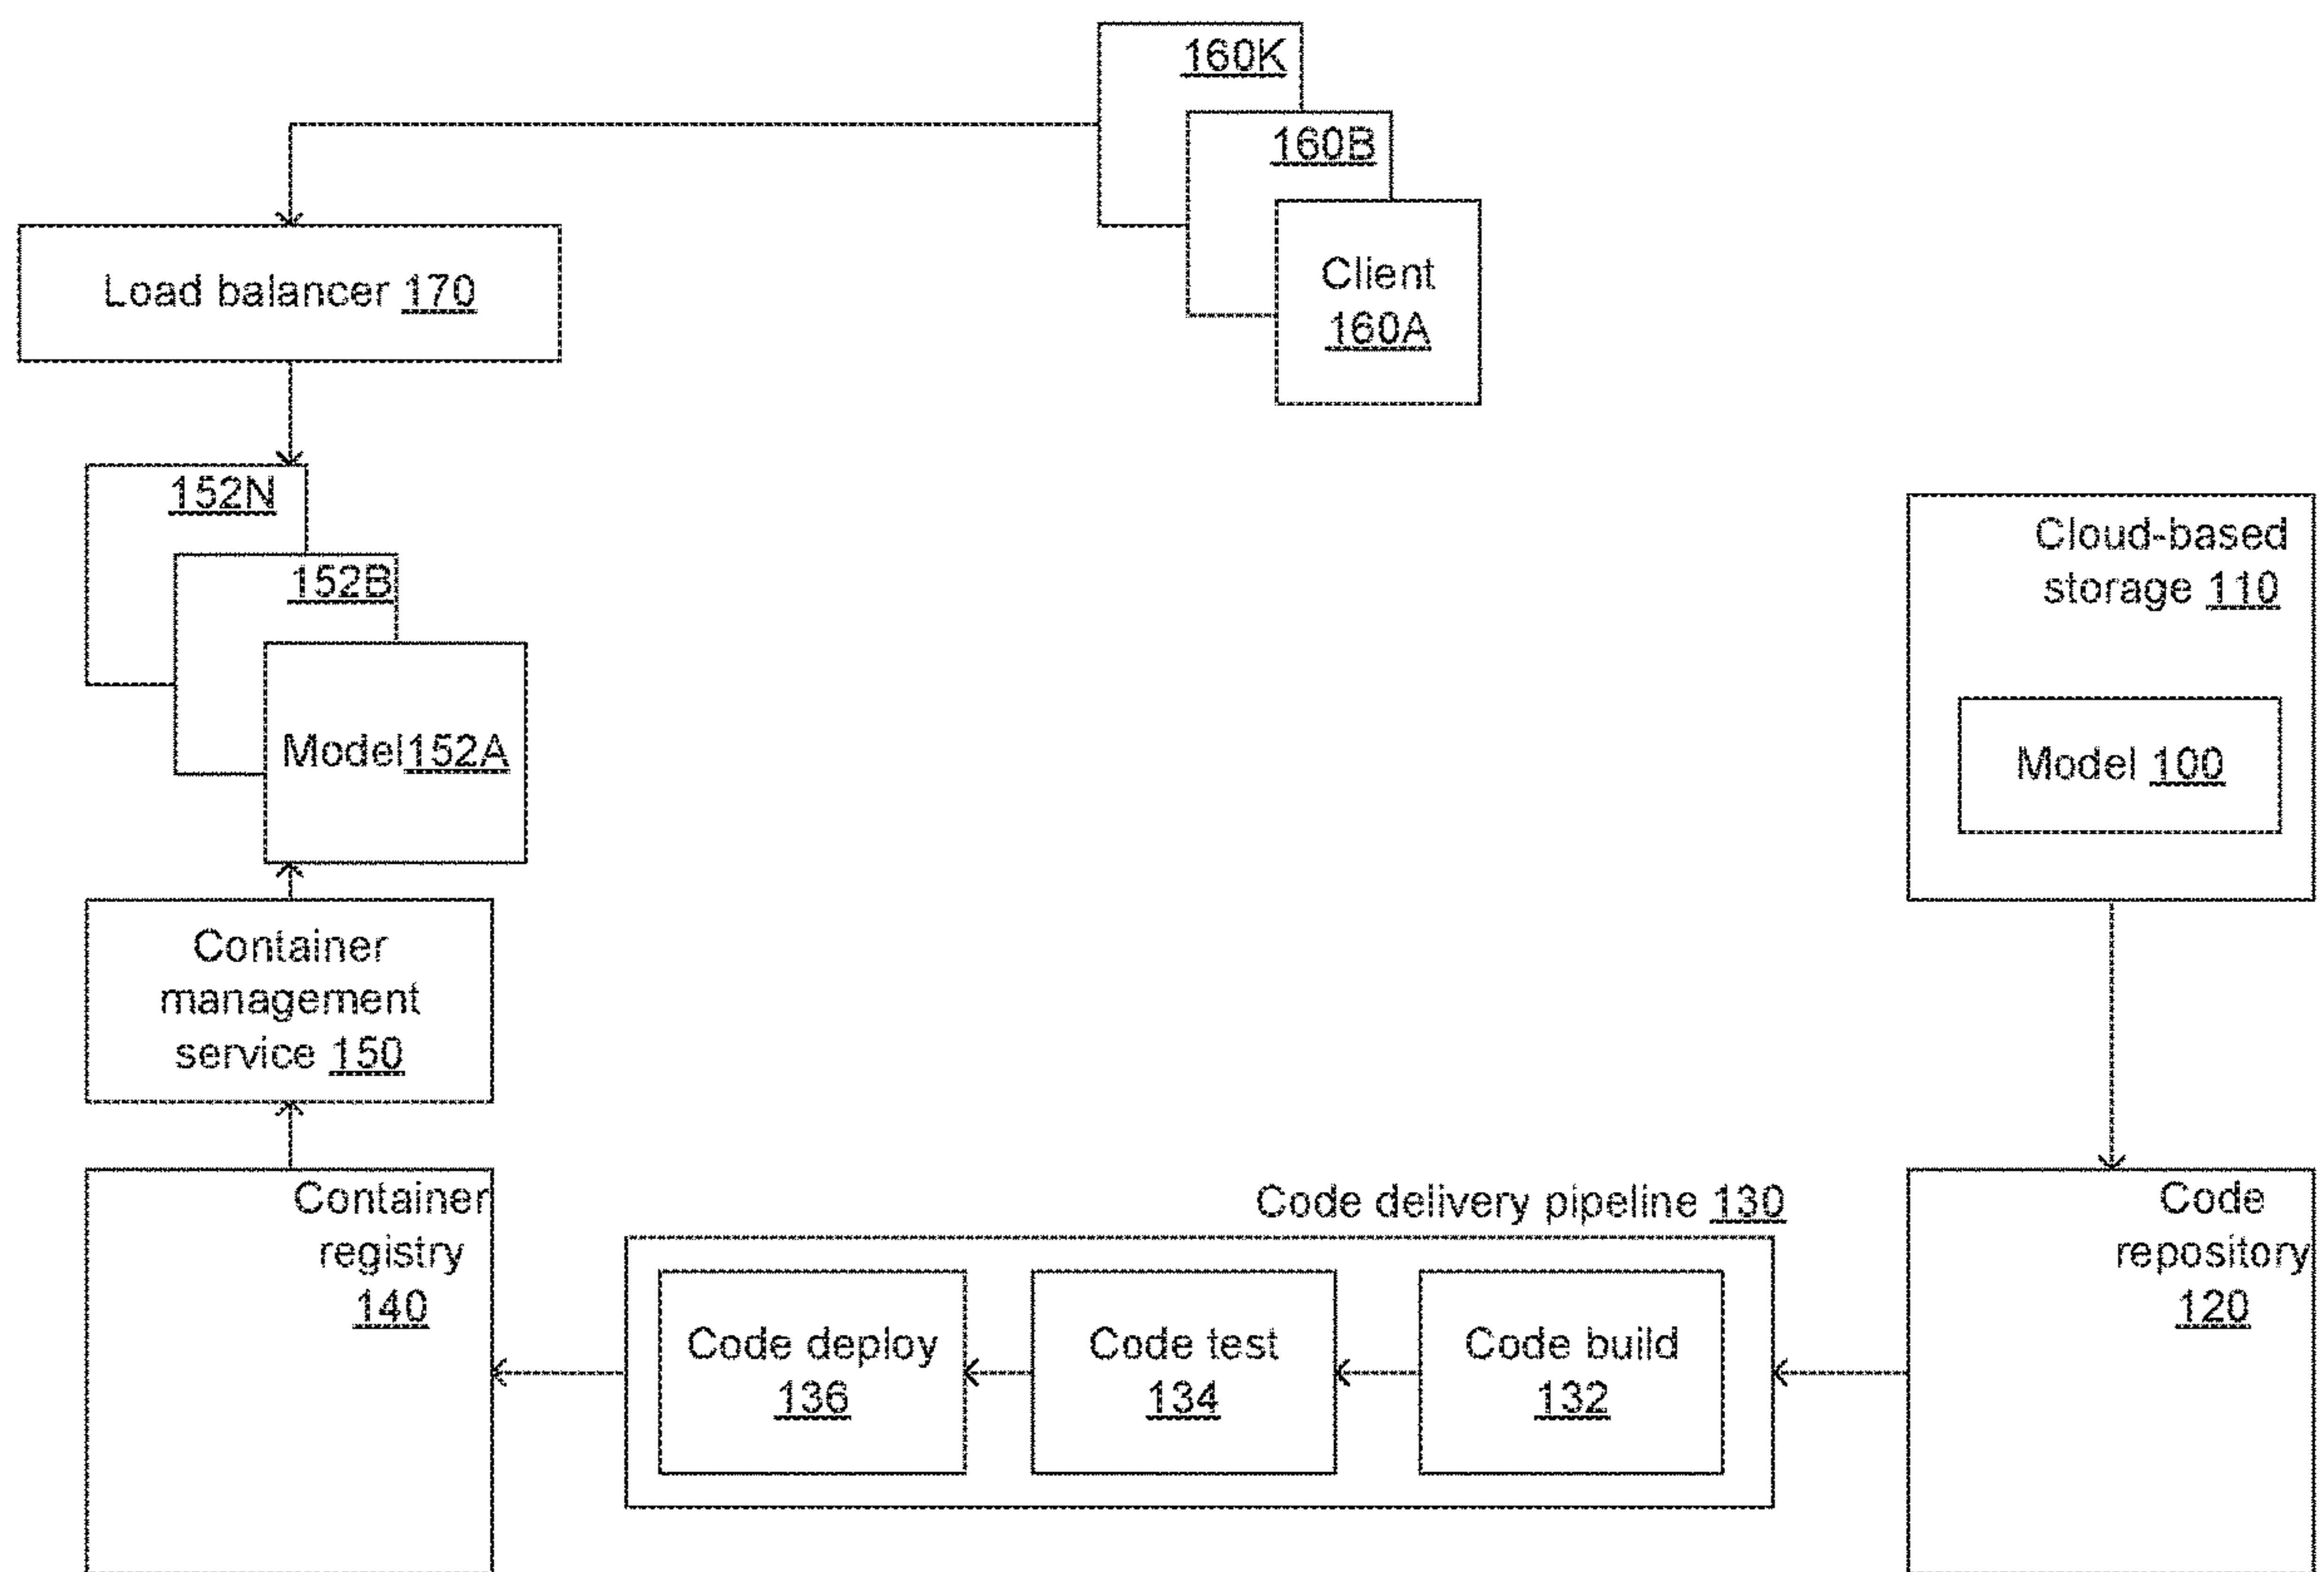 160K
160B
Client
160A
Load balancer 170
152N
152B
Model152A
Cloud-based
storage 110
Model 100
Container
management
service 150
Container
registry
140
Code delivery pipeline 130
Code deploy
136
Code test
134
Code build
132
Code
repository
120